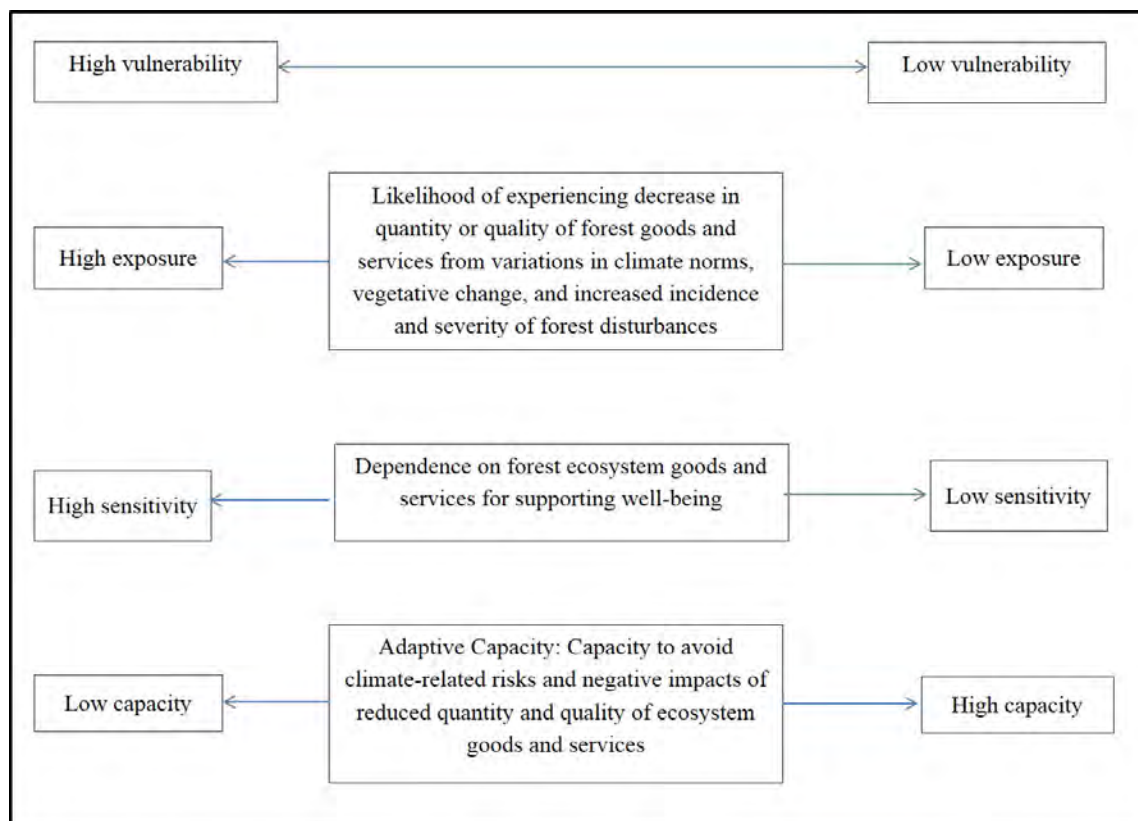 High vulnerability
Low vulnerability
Likelihood of experiencing decrease in
quantity or quality of forest goods and
services from variations in climate norms,
vegetative change, and increased incidence
and severity of forest disturbances
High exposure
Low exposure
Dependence on forest ecosystem goods and
services for supporting well-being
High sensitivity
Low sensitivity
Adaptive Capacity: Capacity to avoid
climate-related risks and negative impacts of
reduced quantity and quality of ecosystem
goods and services
Low capacity
High capacity